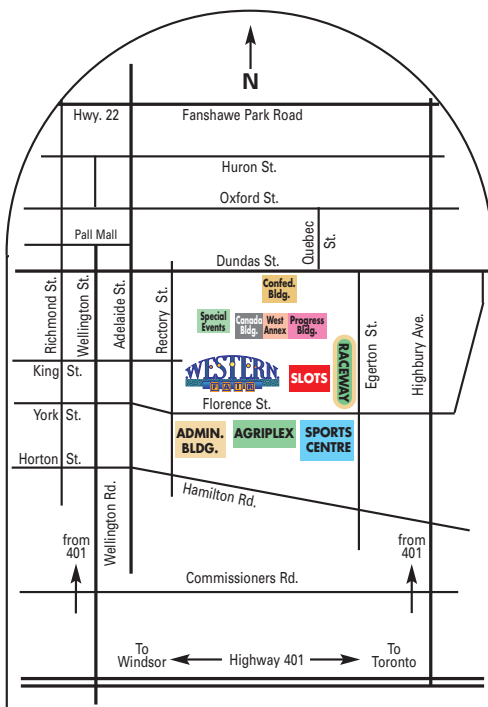 N
Hwy. 22
Fanshawe Park Road
Huron St.
Oxford St.
Pall Mall
Quebec
St.
Dundas St.
Richmond St.
Wellington St.
Adelaide St.
Rectory St.
Confed.
Bldg.
Special
Events
Canada
Bldg.
West
Annex
Progress
Bldg.
Egerton St.
Highbury Ave.
King St.
WESTERN
FAIR
SLOTS
RACEWAY
York St.
Florence St.
ADMIN.
BLDG.
AGRIPLEX
SPORTS
CENTRE
Horton St.
Hamilton Rd.
Wellington Rd.
from
401
from
401
Commissioners Rd.
To
Windsor
Highway 401
To
Toronto